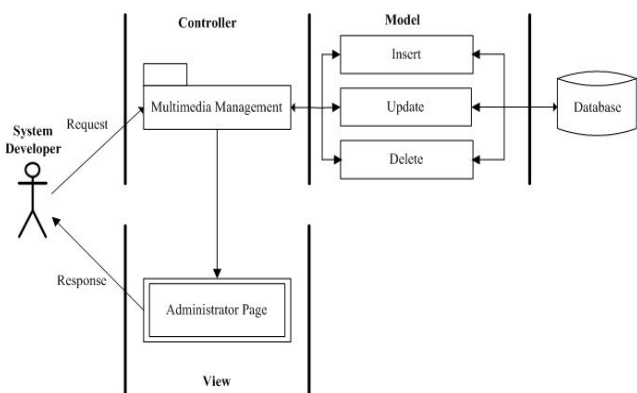 Controller
Model
Insert
Multimedia Management
Update
Database
Request
System
Developer
Delete
Response
Administrator Page
View